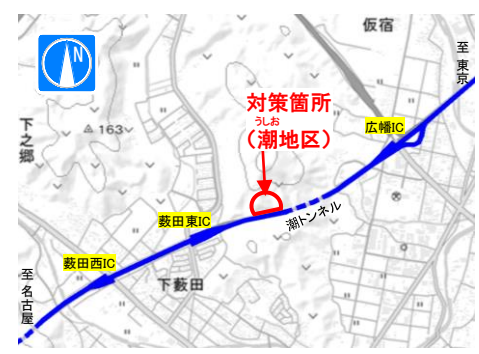 仮宿
至 東京
N
対策箇所
うしお
（潮地区）
広幡IC
下之郷
163
潮トンネル
薮田東IC
薮田西IC
下薮田
至 名古屋